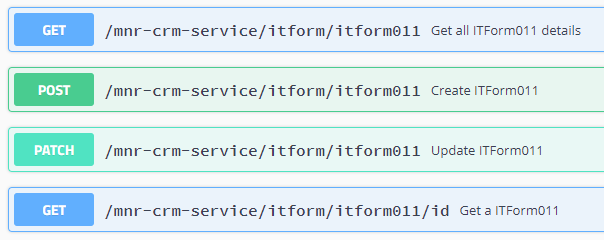 GET /mnr-crm-service/itform/itform011 Get all ITForm011 details
POST /mnr-crm-service/itform/itform011 Create ITForm011
PATCH /mnr-crm-service/itform/itform011 Update ITForm011
GET /mnr-crm-service/itform/itform011/id Get a ITForm011